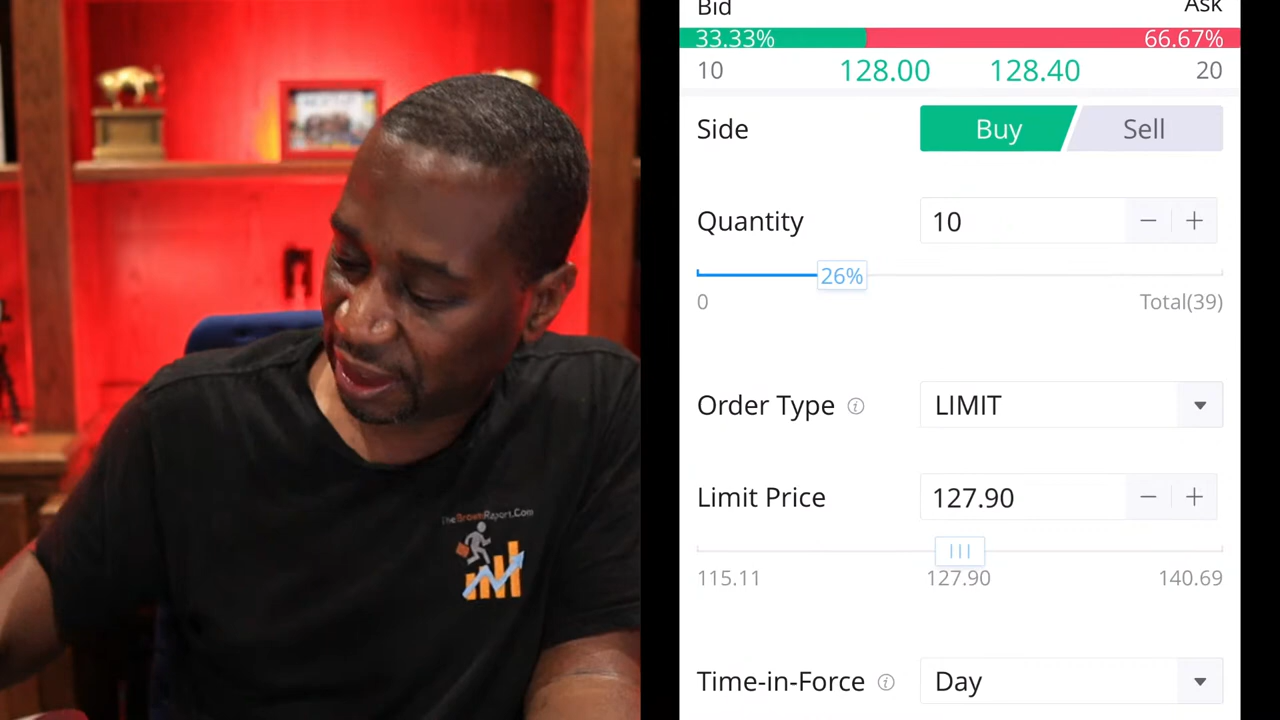 Bid Ask
33.33% 66.67%
10 128.00 128.40 20
Side Buy Sell
Quantity 10 − +
26%
0 Total(39)
Order Type LIMIT
Limit Price 127.90 − +
115.11 127.90 140.69
Time-in-Force Day
TheBrownReport.Com